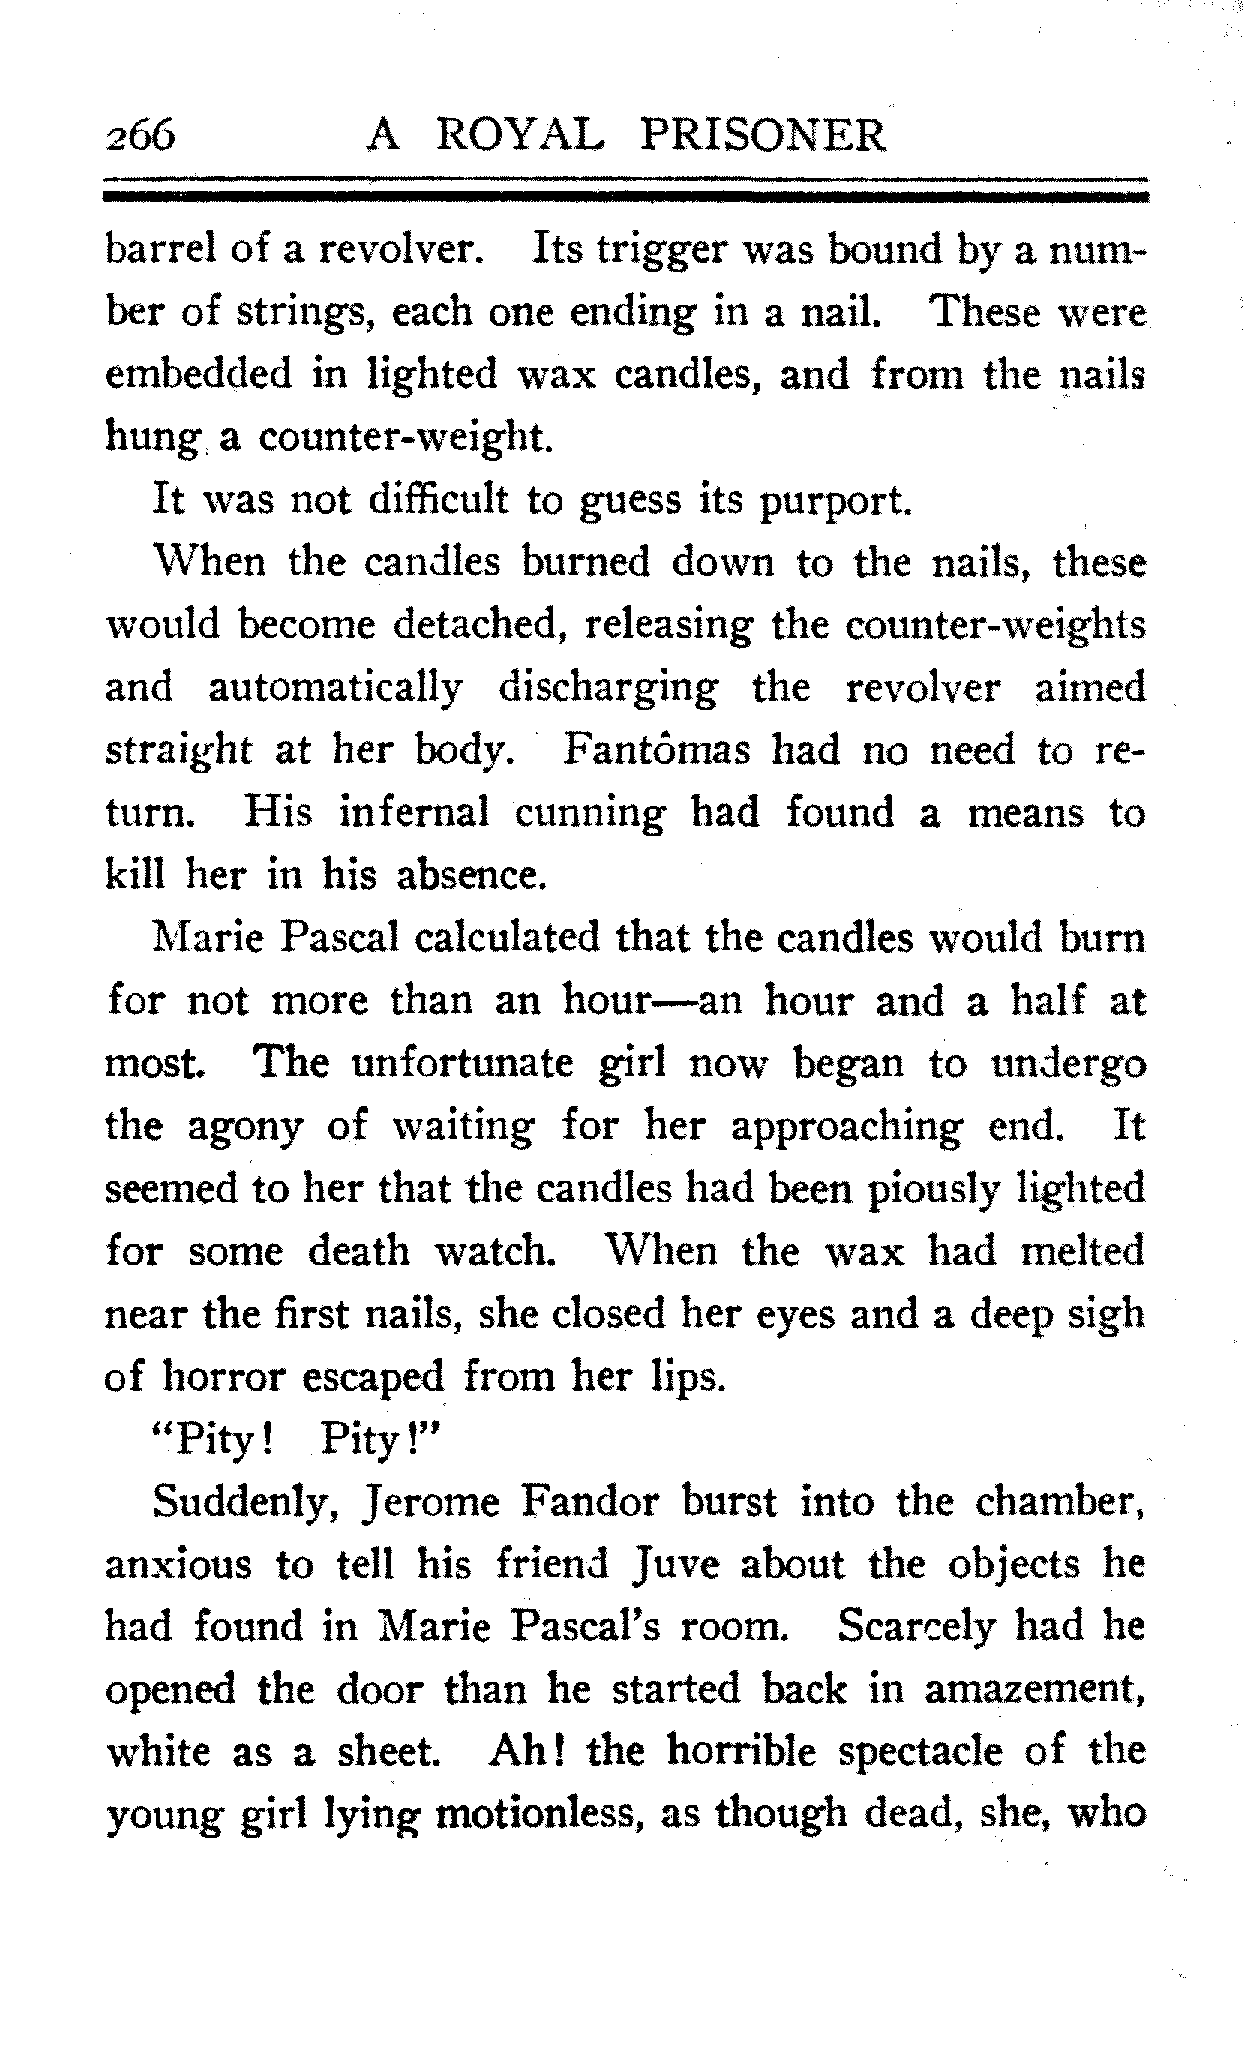 266 A ROYAL PRISONER
barrel of a revolver. Its trigger was bound by a num-
ber of strings, each one ending in a nail. These were
embedded in lighted wax candles, and from the nails
hung a counter-weight.
It was not difficult to guess its purport.
When the candles burned down to the nails, these
would become detached, releasing the counter-weights
and automatically discharging the revolver aimed
straight at her body. Fantômas had no need to re-
turn. His infernal cunning had found a means to
kill her in his absence.
Marie Pascal calculated that the candles would burn
for not more than an hour—an hour and a half at
most. The unfortunate girl now began to undergo
the agony of waiting for her approaching end. It
seemed to her that the candles had been piously lighted
for some death watch. When the wax had melted
near the first nails, she closed her eyes and a deep sigh
of horror escaped from her lips.
"Pity! Pity!"
Suddenly, Jerome Fandor burst into the chamber,
anxious to tell his friend Juve about the objects he
had found in Marie Pascal's room. Scarcely had he
opened the door than he started back in amazement,
white as a sheet. Ah! the horrible spectacle of the
young girl lying motionless, as though dead, she, who